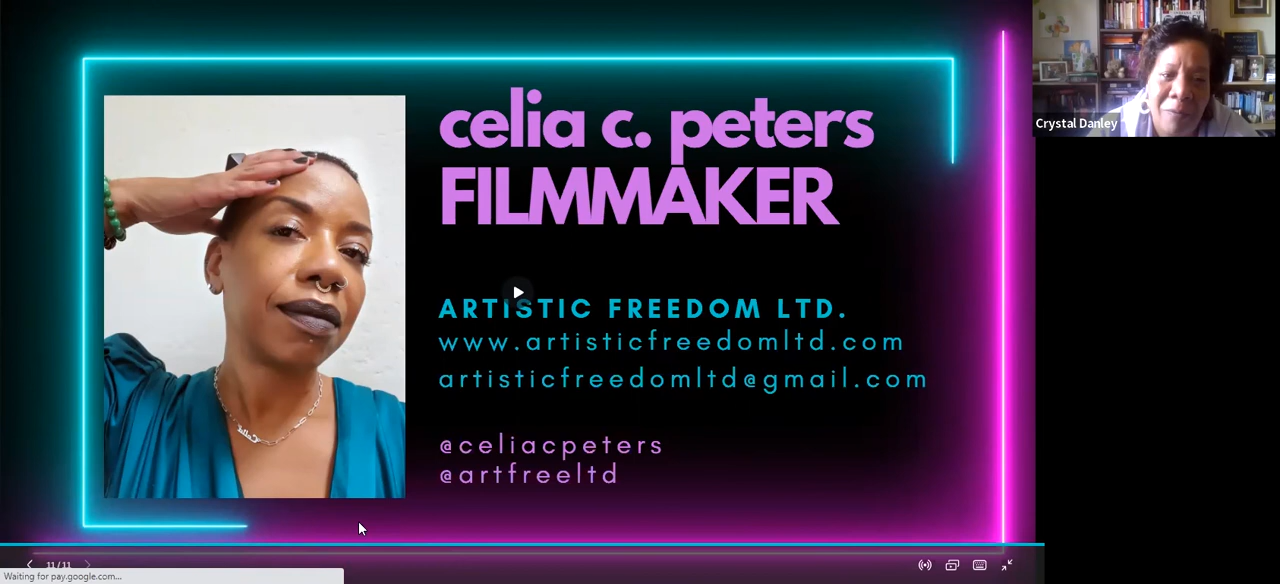 celia c. peters
FILMMAKER
ARTISTIC FREEDOM LTD.
www.artisticfreedomltd.com
artisticfreedomltd@gmail.com
@celiacpeters
@artfreeltd
Crystal Danley
11/11
Waiting for pay.google.com...